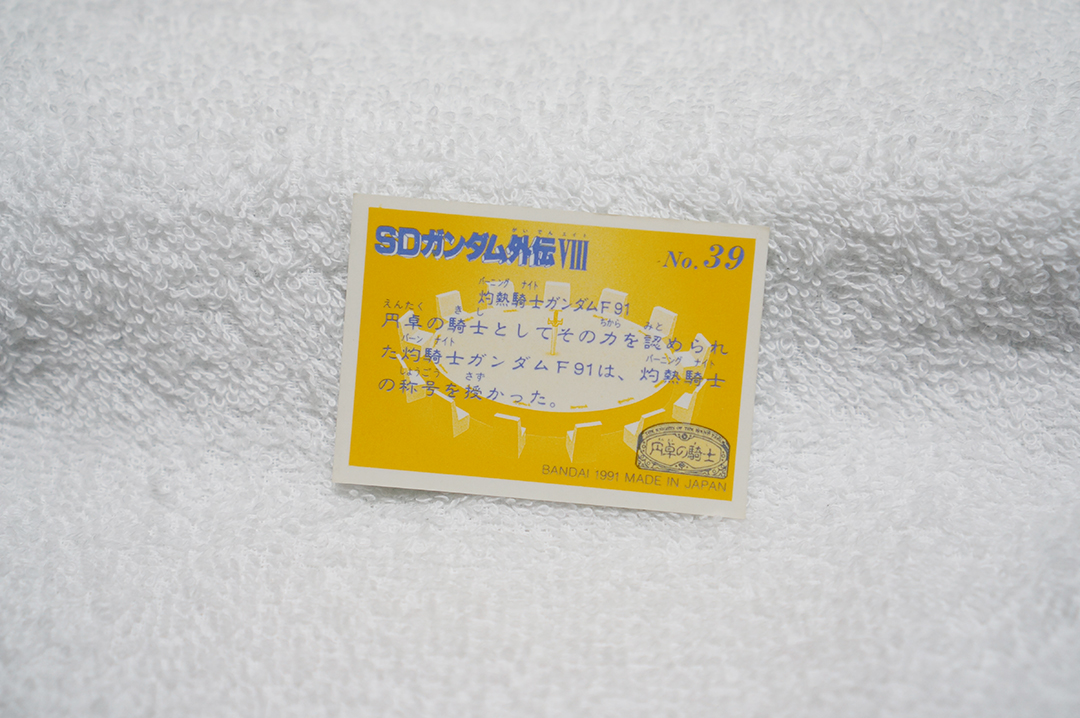 SDガンダム外伝VIII
No. 39
灼熱騎士ガンダムF91
円卓の騎士としてその力を認められ
た灼騎士ガンダムF91は、灼熱騎士
の称号を授かった。
円卓の騎士
BANDAI 1991 MADE IN JAPAN